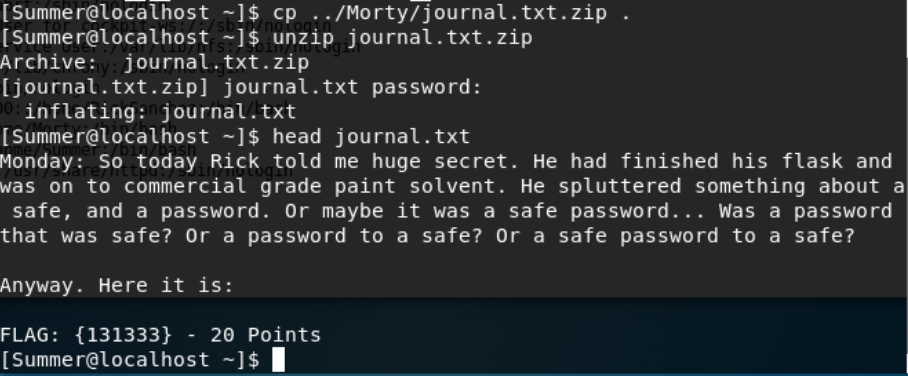 [Summer@localhost ~]$ cp ../Morty/journal.txt.zip .
[Summer@localhost ~]$ unzip journal.txt.zip
Archive:  journal.txt.zip
[journal.txt.zip] journal.txt password:
  inflating: journal.txt
[Summer@localhost ~]$ head journal.txt
Monday: So today Rick told me huge secret. He had finished his flask and
was on to commercial grade paint solvent. He spluttered something about a
 safe, and a password. Or maybe it was a safe password... Was a password
that was safe? Or a password to a safe? Or a safe password to a safe?
Anyway. Here it is:
FLAG: {131333} - 20 Points
[Summer@localhost ~]$